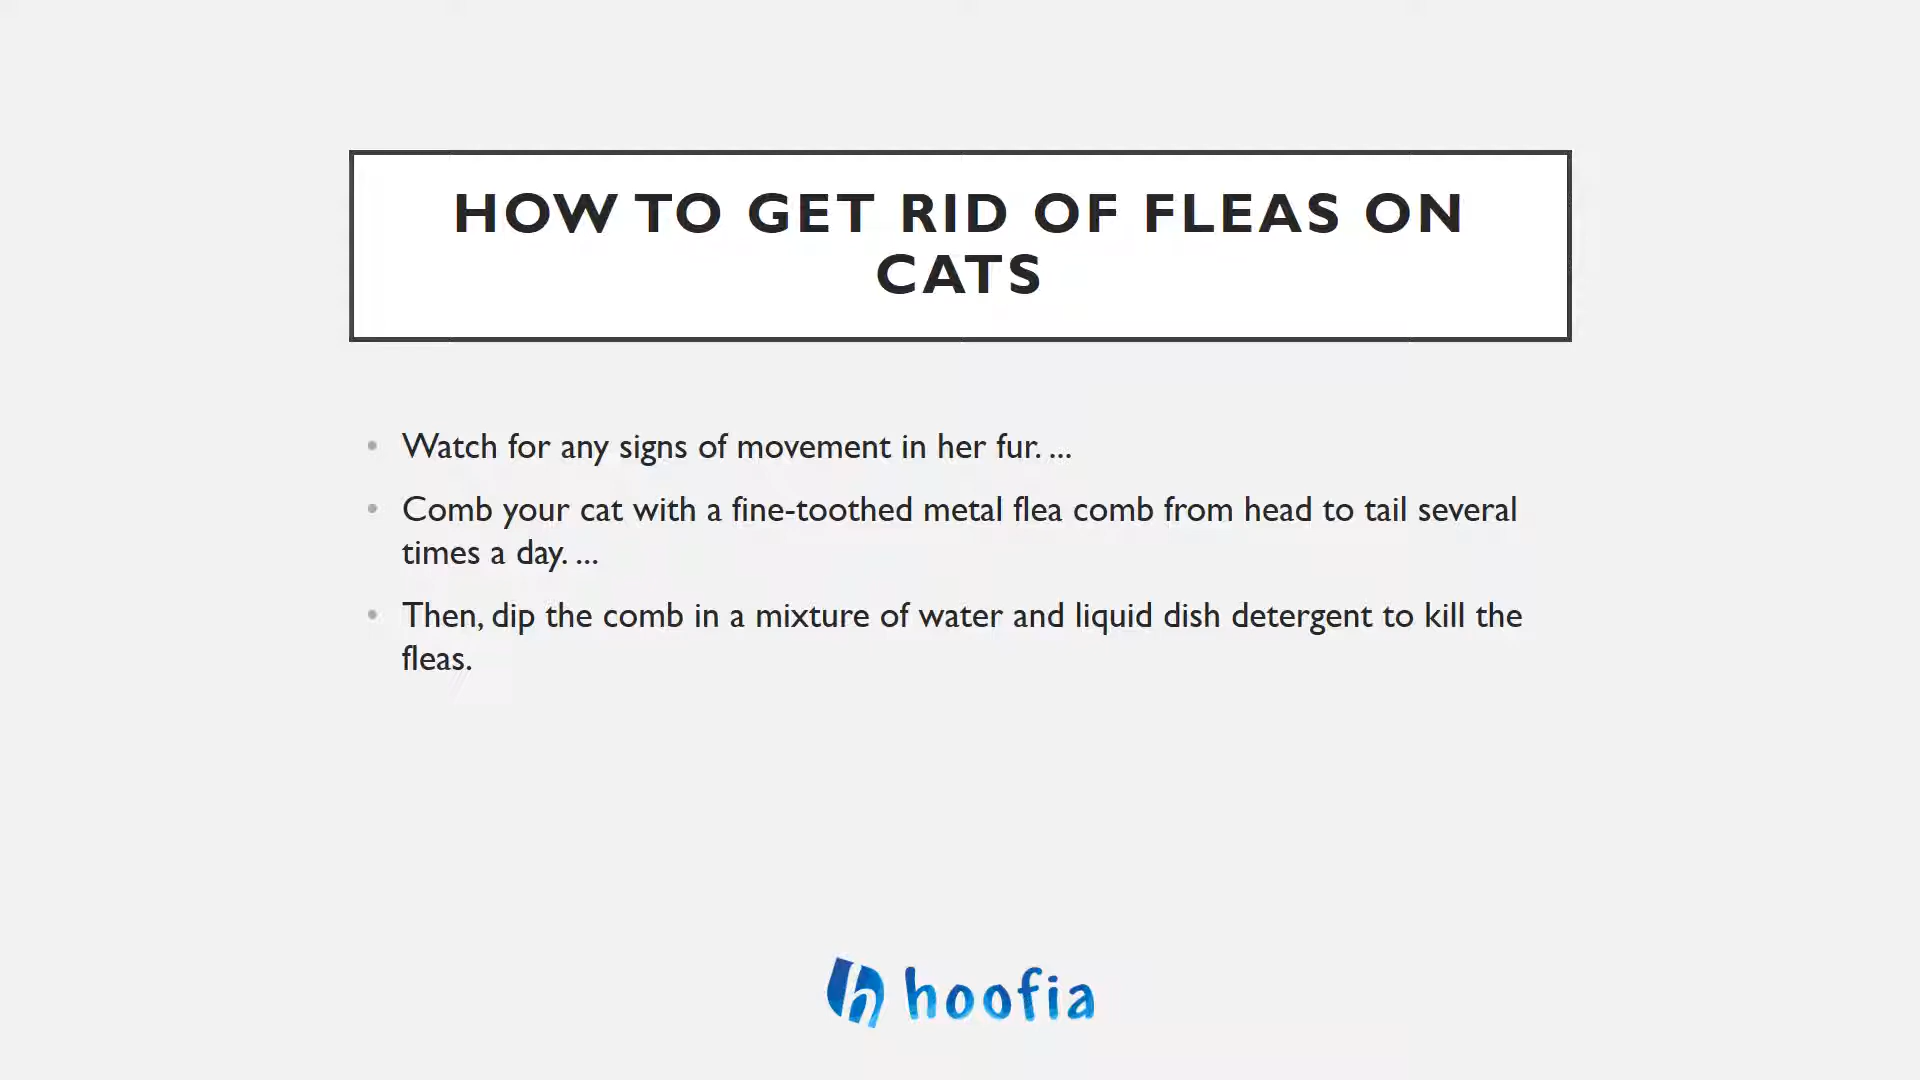 HOW TO GET RID OF FLEAS ON
CATS
• Watch for any signs of movement in her fur. ...
• Comb your cat with a fine-toothed metal flea comb from head to tail several
times a day. ...
• Then, dip the comb in a mixture of water and liquid dish detergent to kill the
fleas.
h hoofia